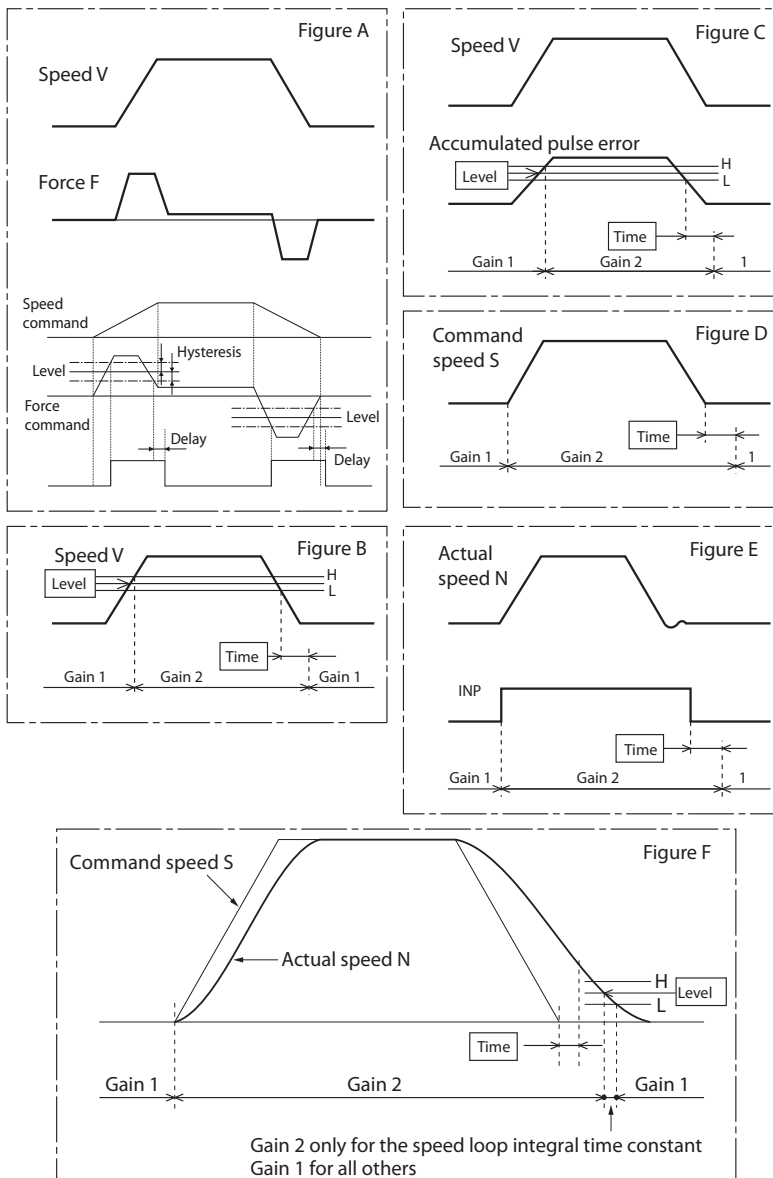 Figure A
Speed V
Force F
Speed
command
Hysteresis
Level
Force
command
Level
Delay
Delay
Figure B
Speed V
Level
H
L
Time
Gain 1
Gain 2
Gain 1
Figure C
Speed V
Accumulated pulse error
Level
H
L
Time
Gain 1
Gain 2
1
Figure D
Command
speed S
Time
Gain 1
Gain 2
1
Figure E
Actual
speed N
INP
Time
Gain 1
Gain 2
1
Figure F
Command speed S
Actual speed N
H
Level
L
Time
Gain 1
Gain 2
Gain 1
Gain 2 only for the speed loop integral time constant
Gain 1 for all others